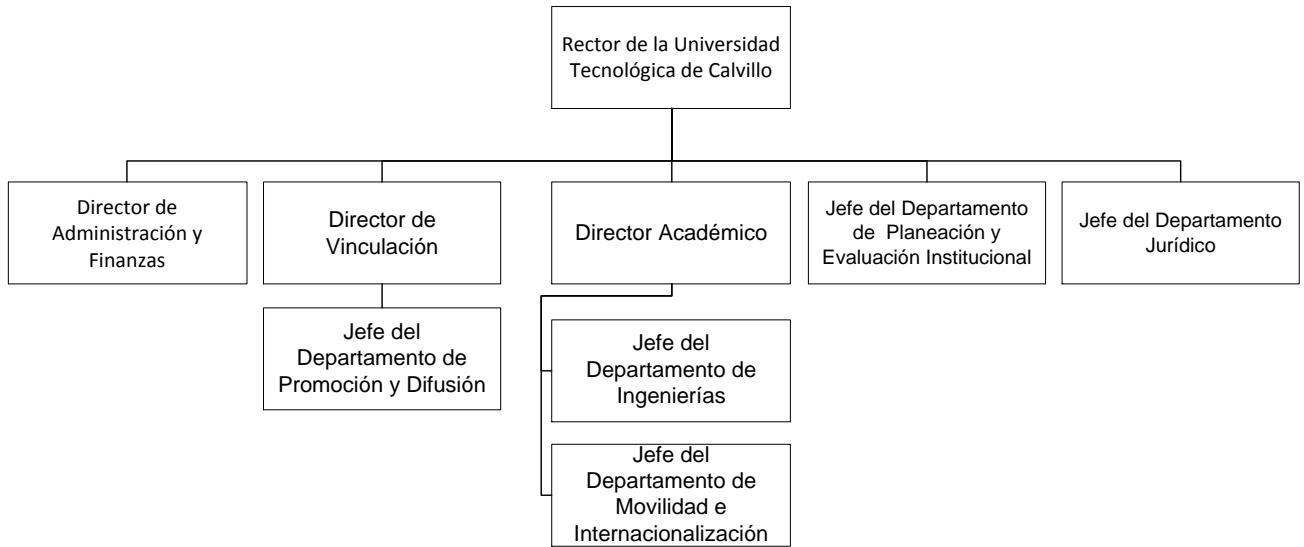 Rector de la Universidad
Tecnológica de Calvillo
Director de
Administración y
Finanzas
Director de
Vinculación
Director Académico
Jefe del Departamento
de Planeación y
Evaluación Institucional
Jefe del Departamento
Jurídico
Jefe del
Departamento de
Promoción y Difusión
Jefe del
Departamento de
Ingenierías
Jefe del
Departamento de
Movilidad e
Internacionalización